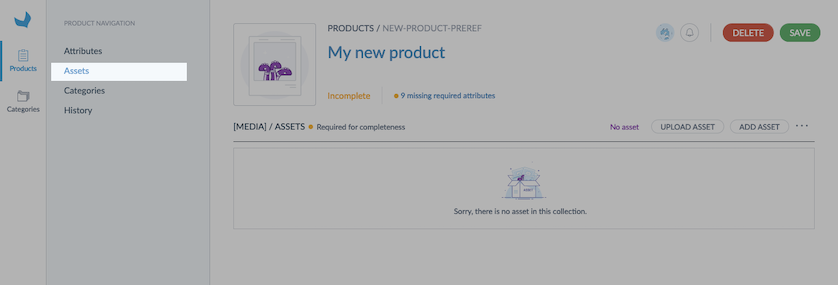 PRODUCT NAVIGATION
Attributes
Assets
Categories
History
Products
Categories
PRODUCTS / NEW-PRODUCT-PREREF
My new product
Incomplete
9 missing required attributes
DELETE
SAVE
[MEDIA] / ASSETS Required for completeness
No asset
UPLOAD ASSET
ADD ASSET
Sorry, there is no asset in this collection.